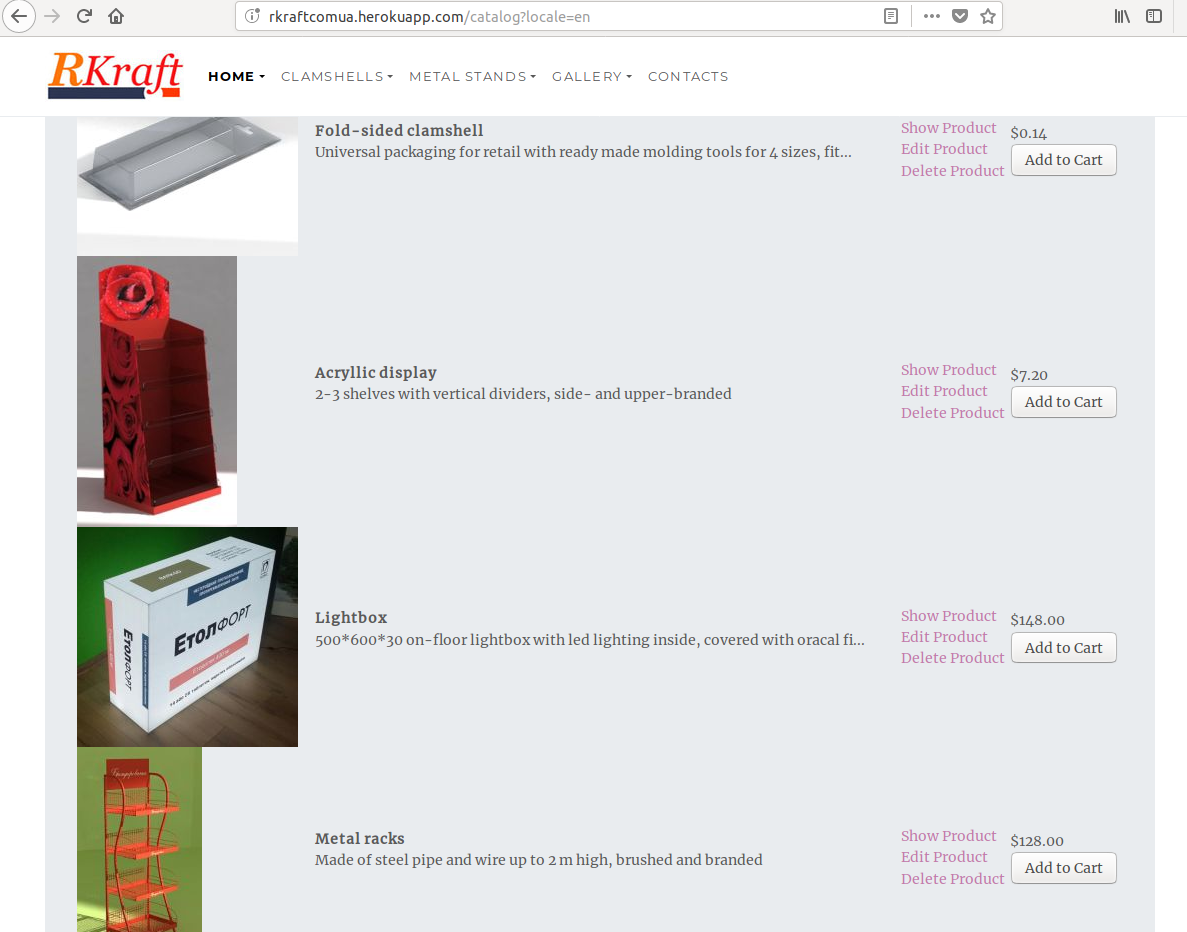 rkraftcomua.herokuapp.com/catalog?locale=en
RKraft
HOME CLAMSHELLS METAL STANDS GALLERY CONTACTS
Fold-sided clamshell
Universal packaging for retail with ready made molding tools for 4 sizes, fit...
Show Product
Edit Product
Delete Product
$0.14
Add to Cart
Acryllic display
2-3 shelves with vertical dividers, side- and upper-branded
Show Product
Edit Product
Delete Product
$7.20
Add to Cart
ЕТОЛФОРТ
ЕТОЛФОРТ
Lightbox
500*600*30 on-floor lightbox with led lighting inside, covered with oracal fi...
Show Product
Edit Product
Delete Product
$148.00
Add to Cart
Metal racks
Made of steel pipe and wire up to 2 m high, brushed and branded
Show Product
Edit Product
Delete Product
$128.00
Add to Cart